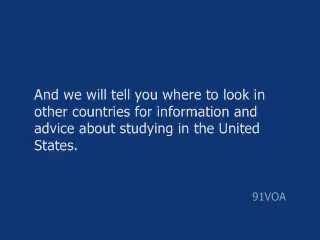 And we will tell you where to look in
other countries for information and
advice about studying in the United
States.
91VOA